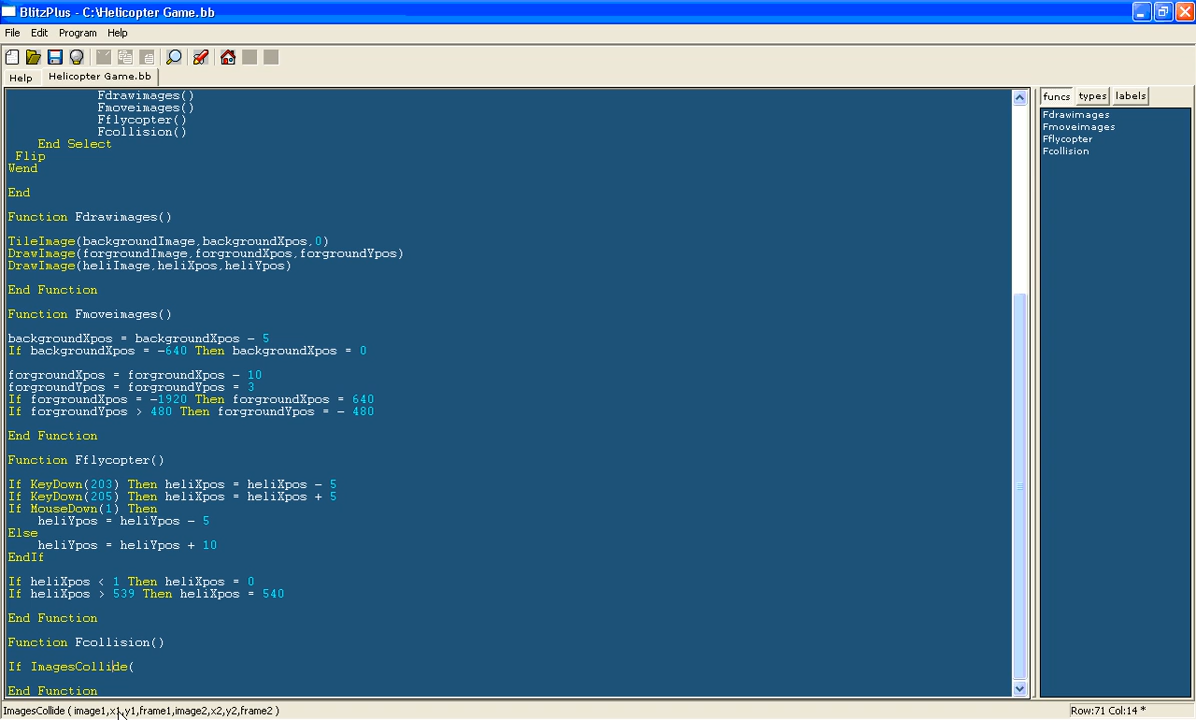 BlitzPlus - C:\Helicopter Game.bb
File Edit Program Help
Help Helicopter Game.bb
Fdrawimages()
Fmoveimages()
Fflycopter()
Fcollision()
End Select
Flip
Wend
End
Function Fdrawimages()
TileImage(backgroundImage,backgroundXpos,0)
DrawImage(forgroundImage,forgroundXpos,forgroundYpos)
DrawImage(heliImage,heliXpos,heliYpos)
End Function
Function Fmoveimages()
backgroundXpos = backgroundXpos - 5
If backgroundXpos = -640 Then backgroundXpos = 0
forgroundXpos = forgroundXpos - 10
forgroundYpos = forgroundYpos = 3
If forgroundXpos = -1920 Then forgroundXpos = 640
If forgroundYpos > 480 Then forgroundYpos = - 480
End Function
Function Fflycopter()
If KeyDown(203) Then heliXpos = heliXpos - 5
If KeyDown(205) Then heliXpos = heliXpos + 5
If MouseDown(1) Then
heliYpos = heliYpos - 5
Else
heliYpos = heliYpos + 10
EndIf
If heliXpos < 1 Then heliXpos = 0
If heliXpos > 539 Then heliXpos = 540
End Function
Function Fcollision()
If ImagesCollide(
End Function
funcs types labels
Fdrawimages
Fmoveimages
Fflycopter
Fcollision
ImagesCollide ( image1,x1,y1,frame1,image2,x2,y2,frame2 )
Row:71 Col:14 *